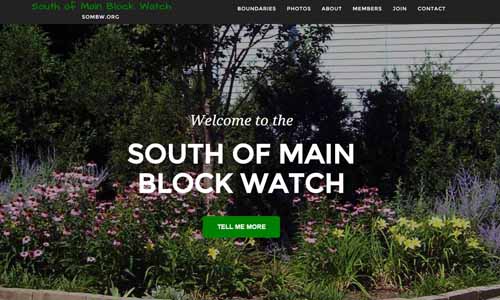 South of Main Block Watch
SOMBW.ORG
BOUNDARIES PHOTOS ABOUT MEMBERS JOIN CONTACT
Welcome to the
SOUTH OF MAIN
BLOCK WATCH
TELL ME MORE